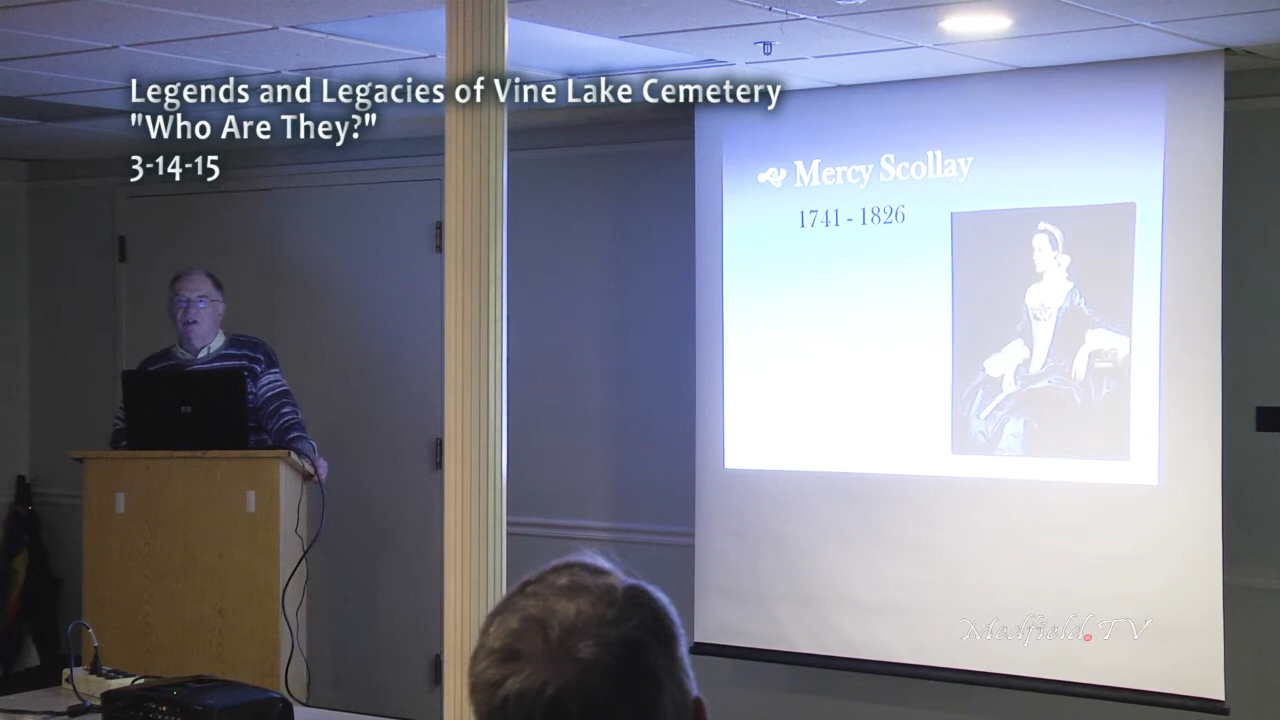 Legends and Legacies of Vine Lake Cemetery
"Who Are They?"
3-14-15
Mercy Scollay
1741 - 1826
Medfield.TV